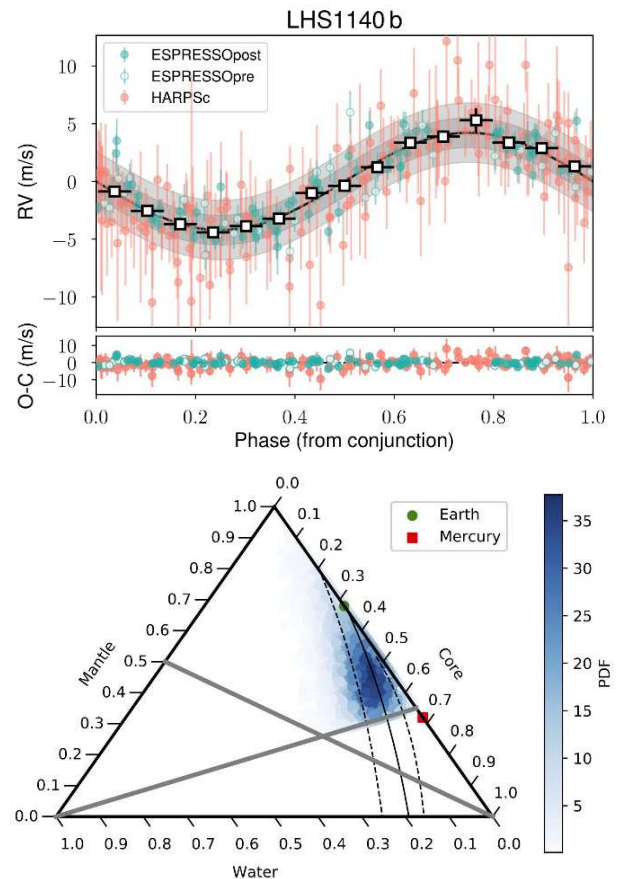 LHS1140 b
ESPRESSOpost
ESPRESSOpre
HARPSc
10
5
0
−5
−10
RV (m/s)
10
0
−10
O-C (m/s)
0.0 0.2 0.4 0.6 0.8 1.0
Phase (from conjunction)
Earth
Mercury
Mantle
1.0
0.9
0.8
0.7
0.6
0.5
0.4
0.3
0.2
0.1
0.0
Core
0.0
0.1
0.2
0.3
0.4
0.5
0.6
0.7
0.8
0.9
1.0
1.0 0.9 0.8 0.7 0.6 0.5 0.4 0.3 0.2 0.1 0.0
Water
35
30
25
20
15
10
5
PDF